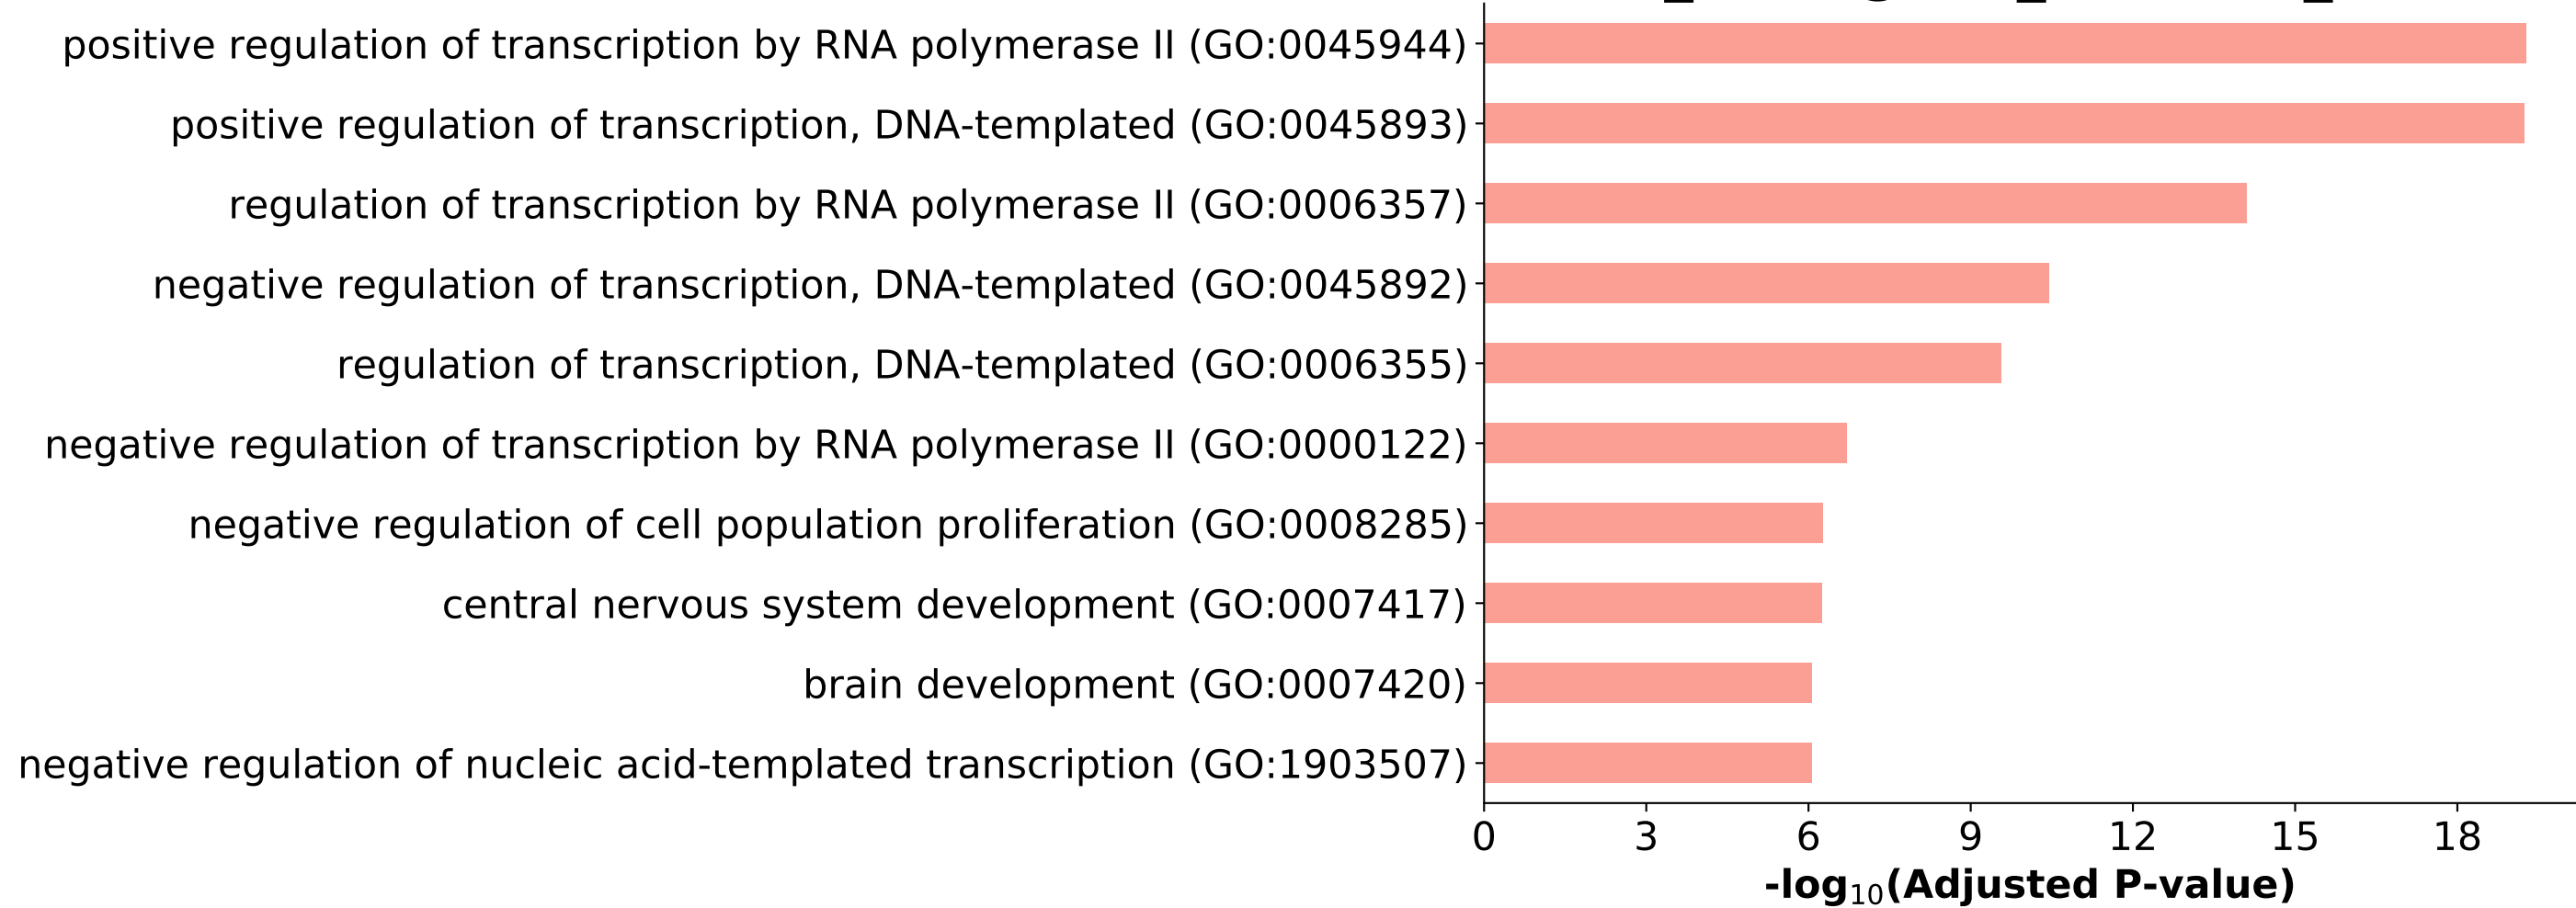 positive regulation of transcription by RNA polymerase II (GO:0045944)
positive regulation of transcription, DNA-templated (GO:0045893)
regulation of transcription by RNA polymerase II (GO:0006357)
negative regulation of transcription, DNA-templated (GO:0045892)
regulation of transcription, DNA-templated (GO:0006355)
negative regulation of transcription by RNA polymerase II (GO:0000122)
negative regulation of cell population proliferation (GO:0008285)
central nervous system development (GO:0007417)
brain development (GO:0007420)
negative regulation of nucleic acid-templated transcription (GO:1903507)
0 3 6 9 12 15 18
-log₁₀(Adjusted P-value)